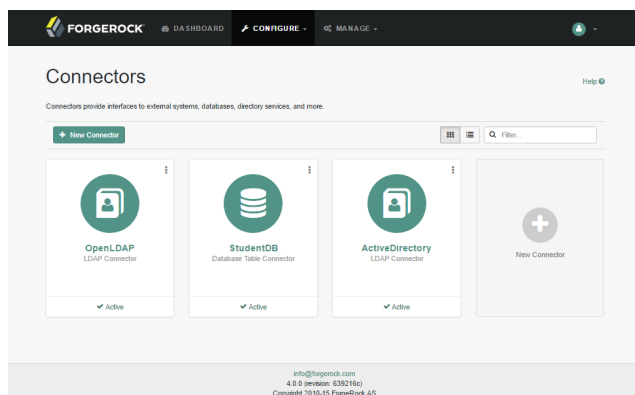 FORGEROCK DASHBOARD CONFIGURE MANAGE
Connectors
Help
Connectors provide interfaces to external systems, databases, directory services, and more.
New Connector
Filter...
OpenLDAP
LDAP Connector
Active
StudentDB
Database Table Connector
Active
ActiveDirectory
LDAP Connector
Active
New Connector
info@forgerock.com
4.0.0 (revision: 639216c)
Copyright 2010-15 ForgeRock AS